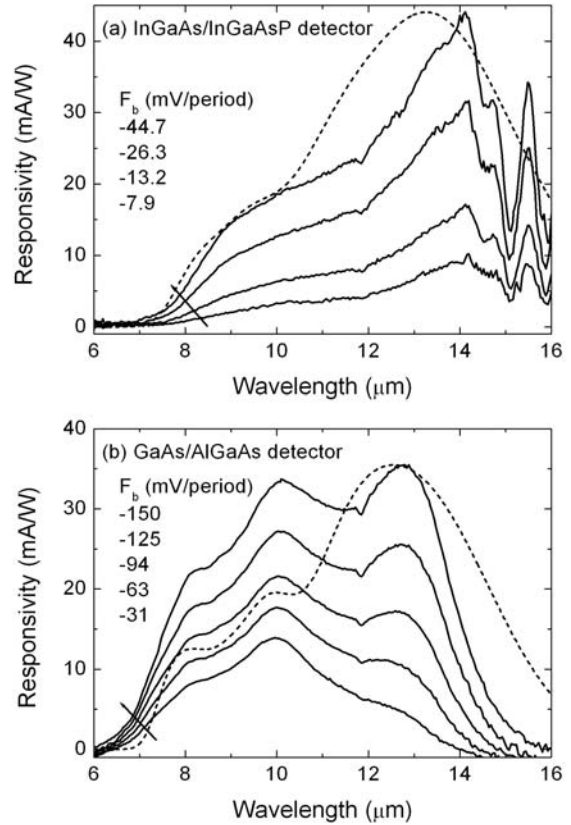 (a) InGaAs/InGaAsP detector
F_b (mV/period)
-44.7
-26.3
-13.2
-7.9
Responsivity (mA/W)
40
30
20
10
0
6 8 10 12 14 16
Wavelength (μm)
(b) GaAs/AlGaAs detector
F_b (mV/period)
-150
-125
-94
-63
-31
Responsivity (mA/W)
40
30
20
10
0
6 8 10 12 14 16
Wavelength (μm)